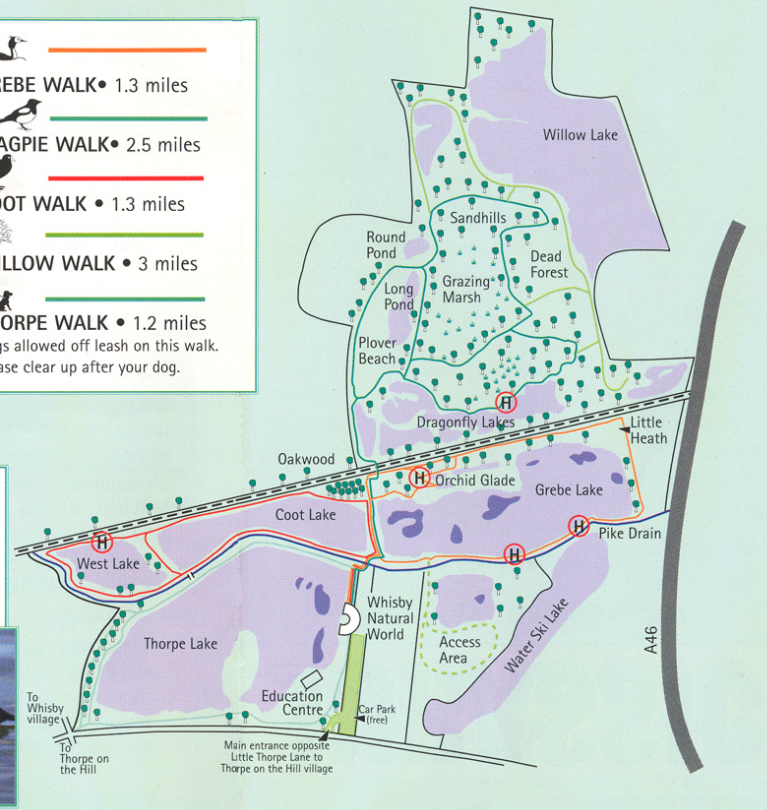 EBE WALK• 1.3 miles
AGPIE WALK• 2.5 miles
OOT WALK • 1.3 miles
ILLOW WALK • 3 miles
ORPE WALK • 1.2 miles
gs allowed off leash on this walk.
ase clear up after your dog.
Willow Lake
Sandhills
Round
Pond
Dead
Forest
Long
Pond
Grazing
Marsh
Plover
Beach
H
Dragonfly Lakes
Little
Heath
Oakwood
H
Orchid Glade
Grebe Lake
Coot Lake
H
H
H
Pike Drain
West Lake
Whisby
Natural
World
Thorpe Lake
Access
Area
Water Ski Lake
A46
Education
Centre
To
Whisby
village
Car Park
(free)
To
Thorpe on
the Hill
Main entrance opposite
Little Thorpe Lane to
Thorpe on the Hill village